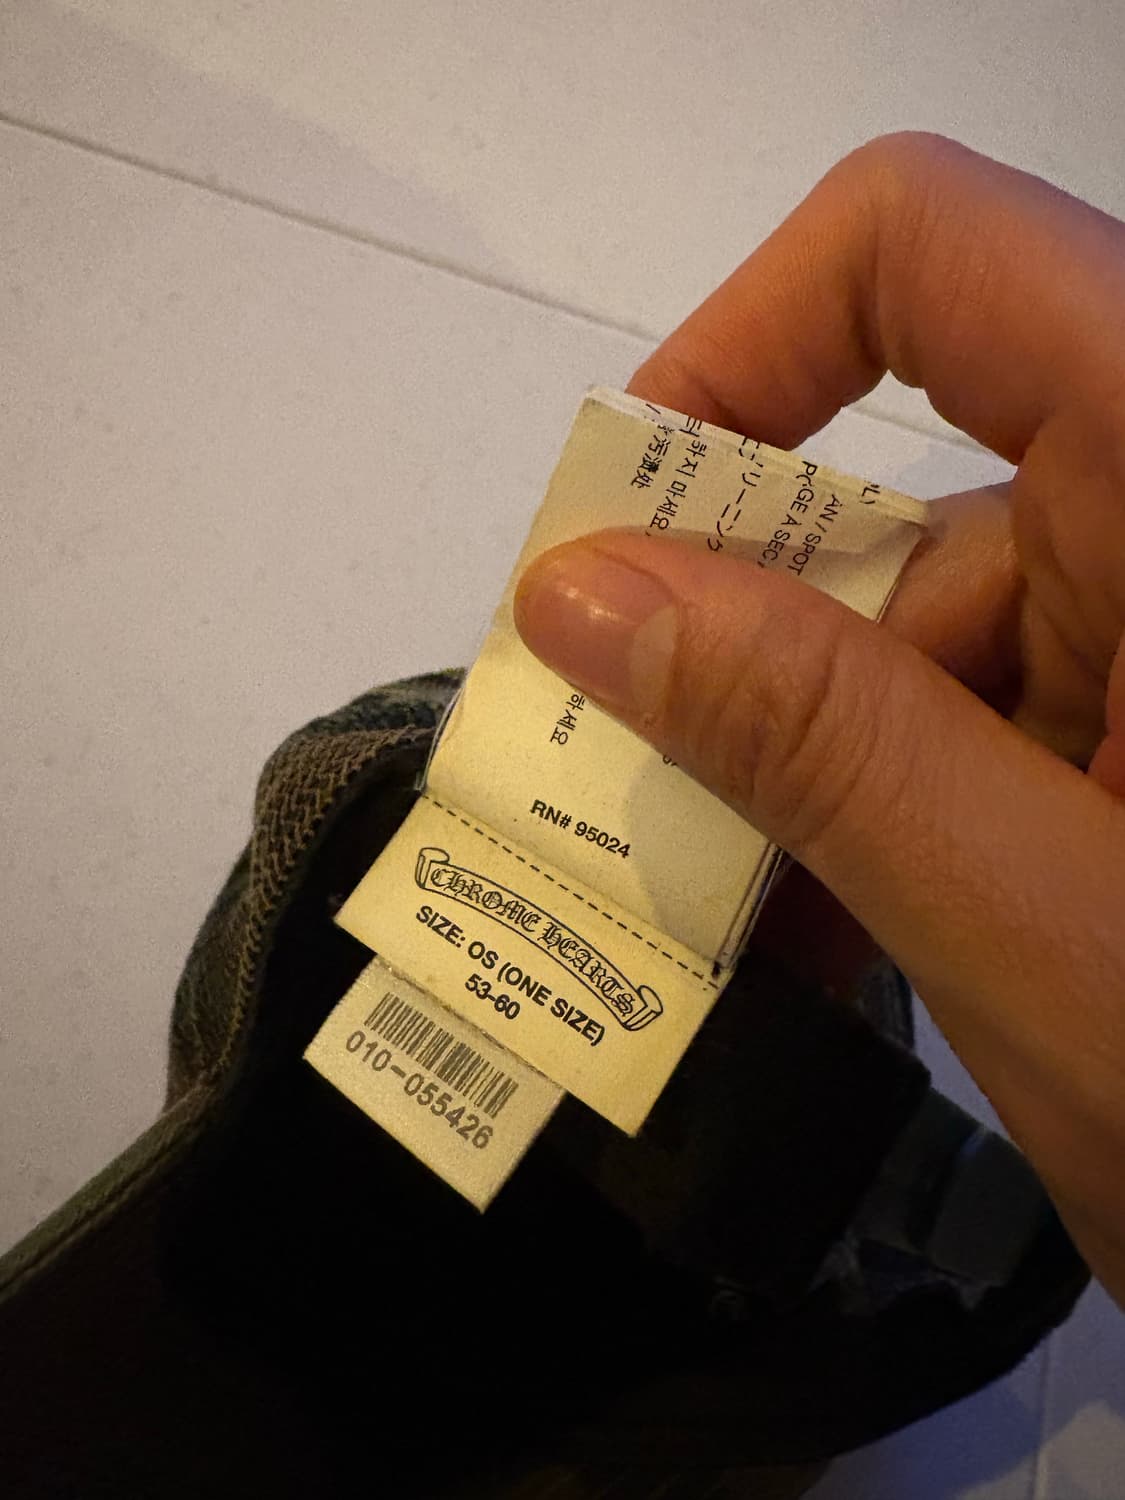 L)
AN / SPOT
GE A SEC
リーニング
하지 마세요
污渍处
하세요
RN# 95024
CHROME HEARTS
SIZE: OS (ONE SIZE)
53-60
010-055426